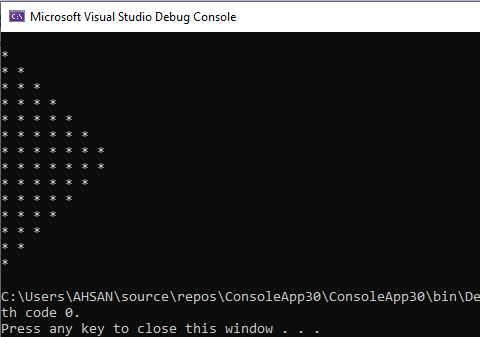 C:\ Microsoft Visual Studio Debug Console
*
* *
* * *
* * * *
* * * * *
* * * * * *
* * * * * * *
* * * * * * *
* * * * * *
* * * * *
* * * *
* * *
* *
*
C:\Users\AHSAN\source\repos\ConsoleApp30\ConsoleApp30\bin\De
th code 0.
Press any key to close this window . . .